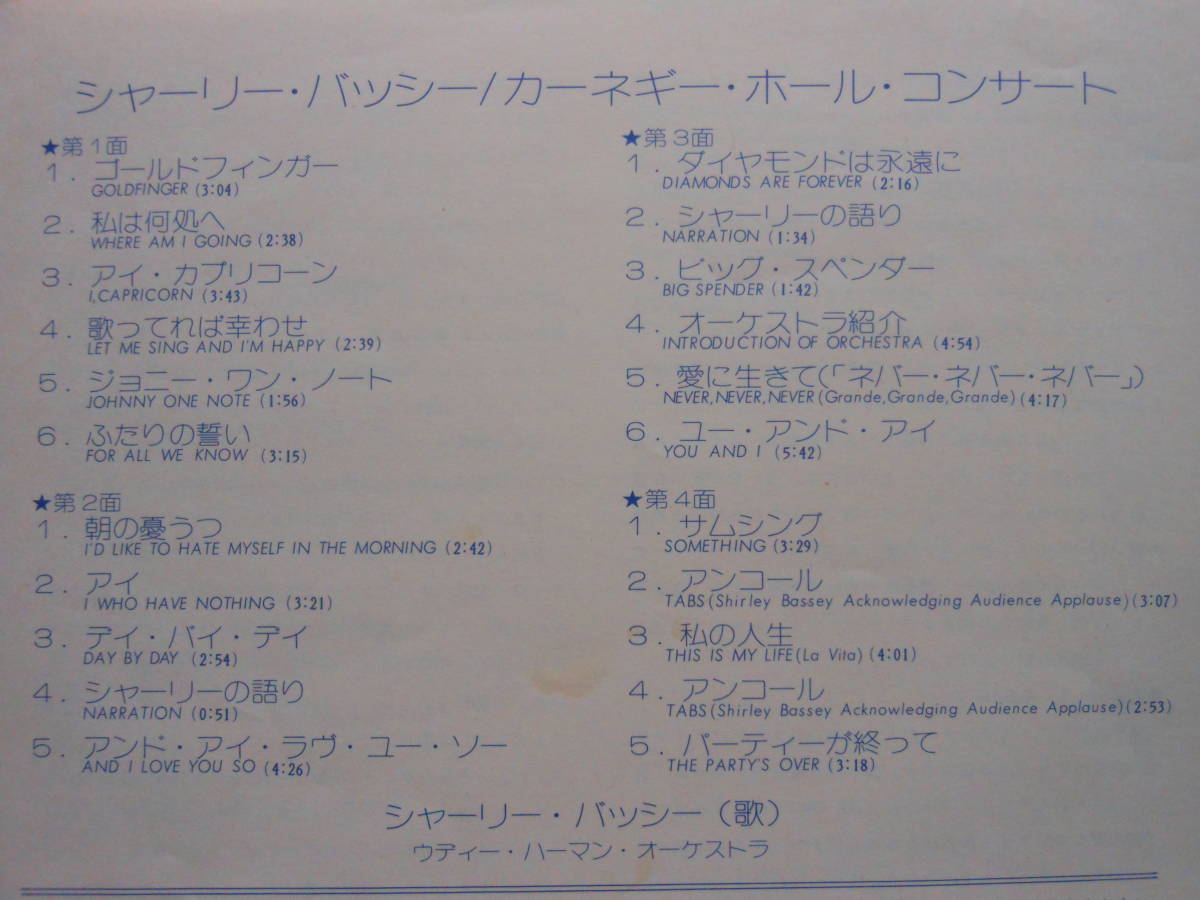 シャーリー・バッシー/カーネギー・ホール・コンサート
★第1面
1. ゴールドフィンガー
GOLDFINGER (3:04)
2. 私は何処へ
WHERE AM I GOING (2:38)
3. アイ・カプリコーン
I,CAPRICORN (3:43)
4. 歌ってれば幸わせ
LET ME SING AND I'M HAPPY (2:39)
5. ジョニー・ワン・ノート
JOHNNY ONE NOTE (1:56)
6. ふたりの誓い
FOR ALL WE KNOW (3:15)
★第2面
1. 朝の憂うつ
I'D LIKE TO HATE MYSELF IN THE MORNING (2:42)
2. アイ
I WHO HAVE NOTHING (3:21)
3. デイ・バイ・デイ
DAY BY DAY (2:54)
4. シャーリーの語り
NARRATION (0:51)
5. アンド・アイ・ラヴ・ユー・ソー
AND I LOVE YOU SO (4:26)
★第3面
1. ダイヤモンドは永遠に
DIAMONDS ARE FOREVER (2:16)
2. シャーリーの語り
NARRATION (1:34)
3. ビッグ・スペンダー
BIG SPENDER (1:42)
4. オーケストラ紹介
INTRODUCTION OF ORCHESTRA (4:54)
5. 愛に生きて(「ネバー・ネバー・ネバー」)
NEVER, NEVER, NEVER (Grande, Grande, Grande) (4:17)
6. ユー・アンド・アイ
YOU AND I (5:42)
★第4面
1. サムシング
SOMETHING (3:29)
2. アンコール
TABS (Shirley Bassey Acknowledging Audience Applause) (3:07)
3. 私の人生
THIS IS MY LIFE (La Vita) (4:01)
4. アンコール
TABS (Shirley Bassey Acknowledging Audience Applause) (2:53)
5. パーティーが終って
THE PARTY'S OVER (3:18)
シャーリー・バッシー(歌)
ウディー・ハーマン・オーケストラ